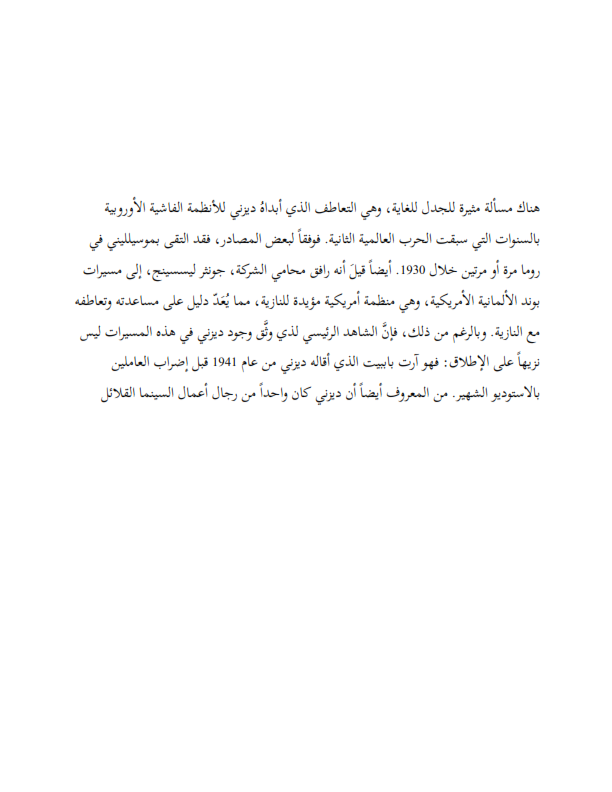 هناك مسألة مثيرة للجدل للغاية، وهي التعاطف الذي أبداهُ ديزني للأنظمة الفاشية الأوروبية
بالسنوات التي سبقت الحرب العالمية الثانية. فوفقاً لبعض المصادر، فقد التقى بموسيلليني في
روما مرة أو مرتين خلال 1930. أيضاً قيلَ أنه رافق محامي الشركة، جونثر ليسسينج، إلى مسيرات
بوند الألمانية الأمريكية، وهي منظمة أمريكية مؤيدة للنازية، مما يُعَدّ دليل على مساعدته وتعاطفه
مع النازية. وبالرغم من ذلك، فإنَّ الشاهد الرئيسي لذي وثَّق وجود ديزني في هذه المسيرات ليس
نزيهاً على الإطلاق: فهو آرت بابيت الذي أقاله ديزني من عام 1941 قبل إضراب العاملين
بالاستوديو الشهير. من المعروف أيضاً أن ديزني كان واحداً من رجال أعمال السينما القلائل